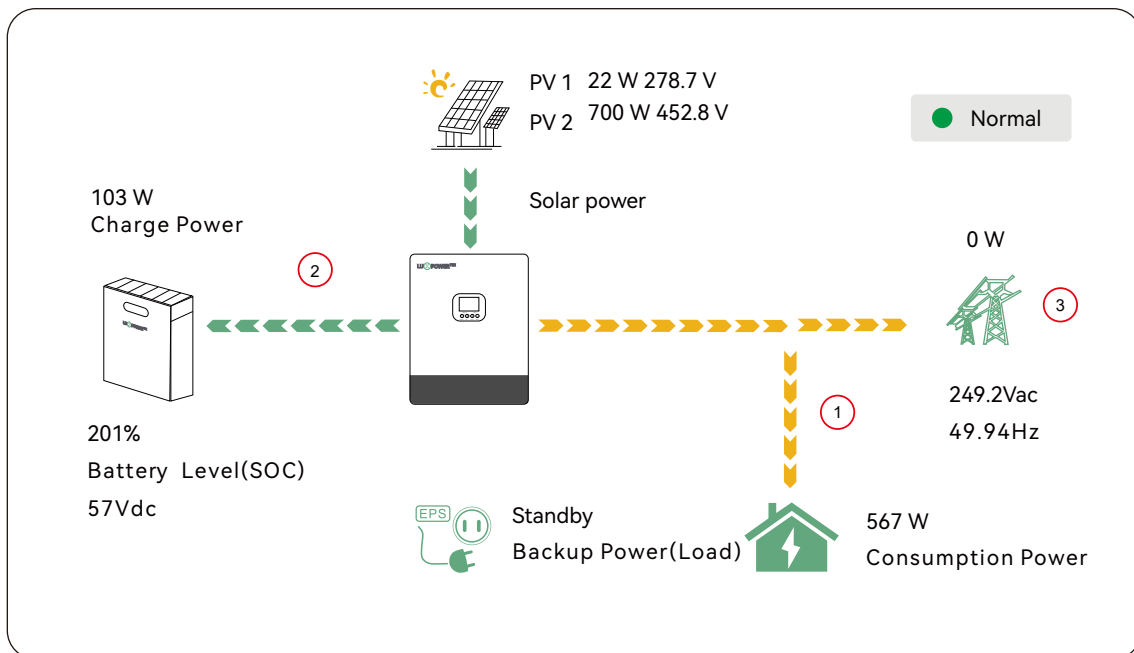 PV 1 22 W 278.7 V
PV 2 700 W 452.8 V
Normal
Solar power
103 W
Charge Power
0 W
2
3
LUXPOWERTEK
249.2Vac
49.94Hz
1
201%
Battery Level(SOC)
57Vdc
EPS
Standby
Backup Power(Load)
567 W
Consumption Power